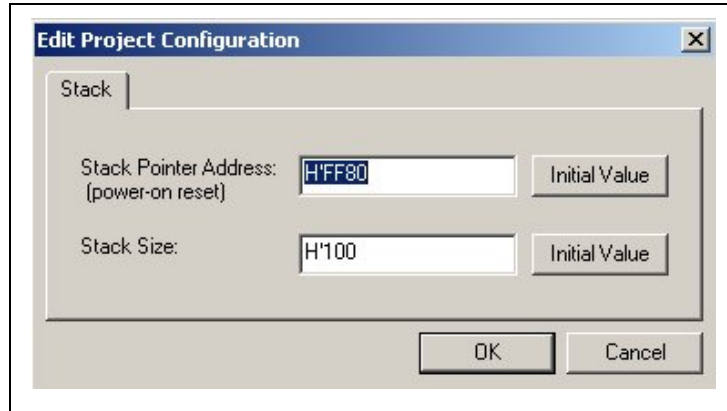 Edit Project Configuration
Stack
Stack Pointer Address:
(power-on reset)
H'FF80
Initial Value
Stack Size:
H'100
Initial Value
OK
Cancel